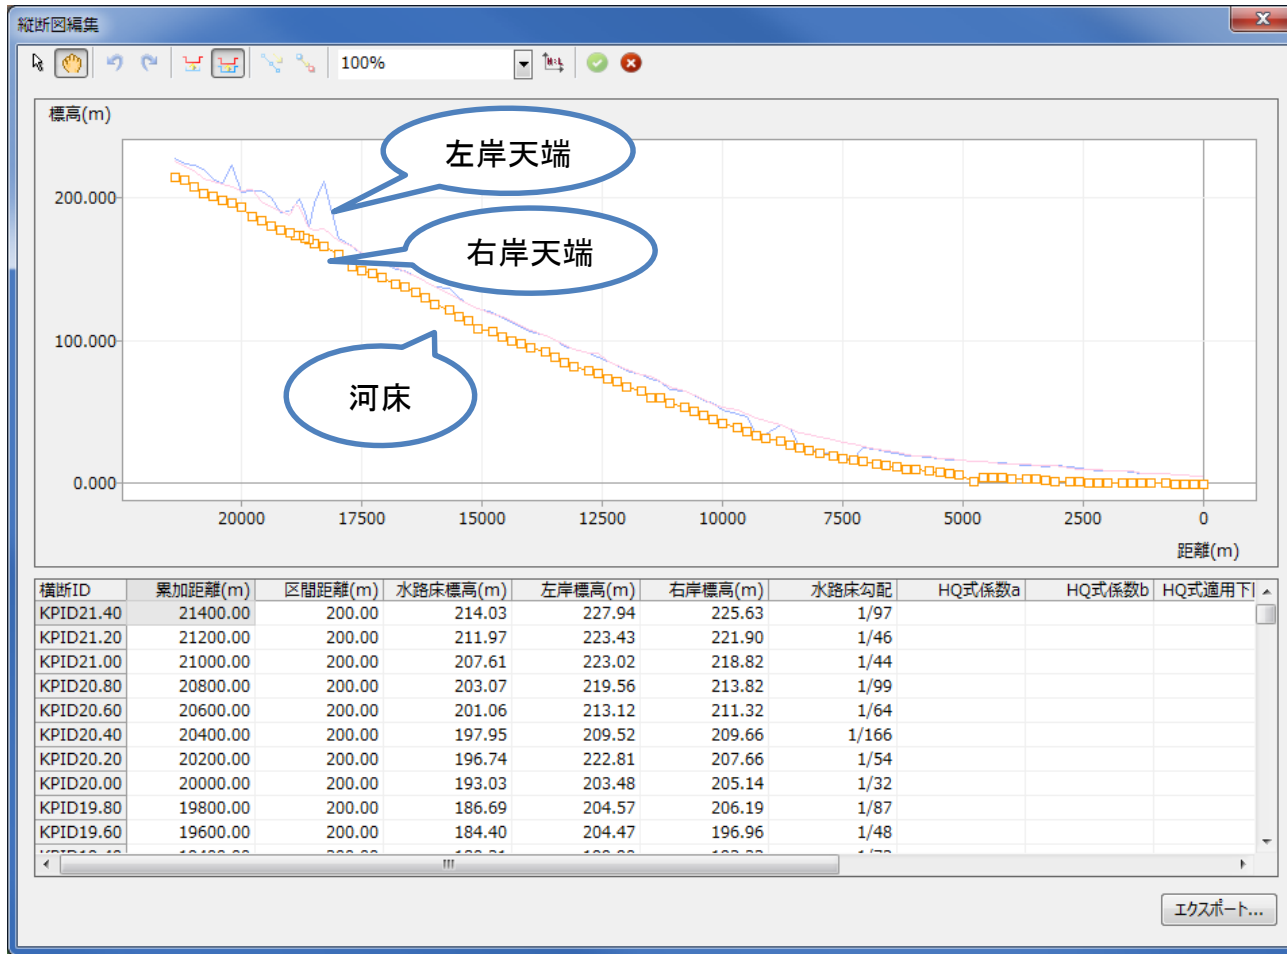 縦断図編集
100%
標高(m)
左岸天端
右岸天端
河床
200.000
100.000
0.000
20000 17500 15000 12500 10000 7500 5000 2500 0
距離(m)
横断ID 累加距離(m) 区間距離(m) 水路床標高(m) 左岸標高(m) 右岸標高(m) 水路床勾配 HQ式係数a HQ式係数b HQ式適用下
KPID21.40 21400.00 200.00 214.03 227.94 225.63 1/97
KPID21.20 21200.00 200.00 211.97 223.43 221.90 1/46
KPID21.00 21000.00 200.00 207.61 223.02 218.82 1/44
KPID20.80 20800.00 200.00 203.07 219.56 213.82 1/99
KPID20.60 20600.00 200.00 201.06 213.12 211.32 1/64
KPID20.40 20400.00 200.00 197.95 209.52 209.66 1/166
KPID20.20 20200.00 200.00 196.74 222.81 207.66 1/54
KPID20.00 20000.00 200.00 193.03 203.48 205.14 1/32
KPID19.80 19800.00 200.00 186.69 204.57 206.19 1/87
KPID19.60 19600.00 200.00 184.40 204.47 196.96 1/48
エクスポート...